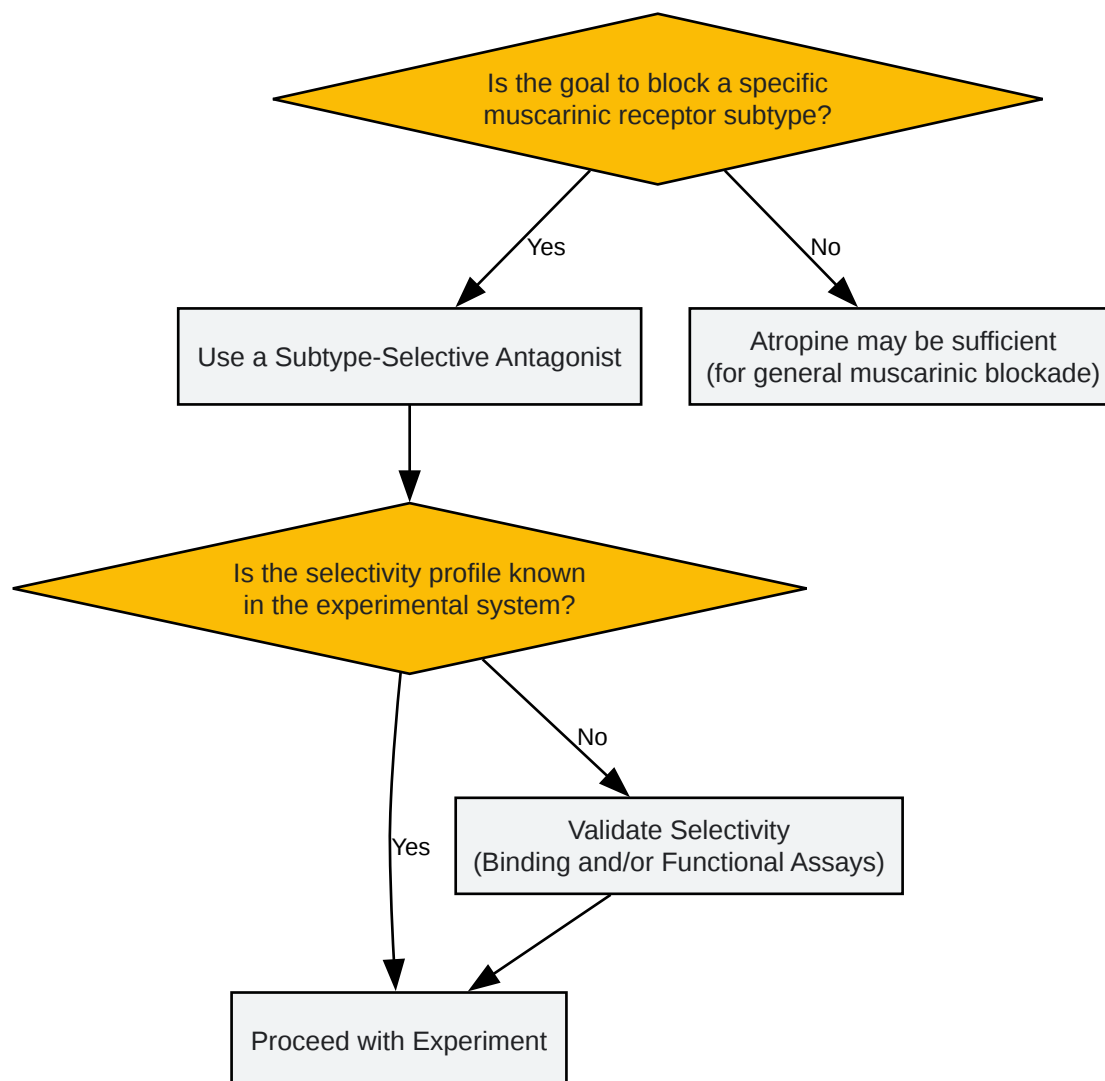 Is the goal to block a specific
muscarinic receptor subtype?
Yes
No
Use a Subtype-Selective Antagonist
Atropine may be sufficient
(for general muscarinic blockade)
Is the selectivity profile known
in the experimental system?
No
Validate Selectivity
(Binding and/or Functional Assays)
Yes
Proceed with Experiment